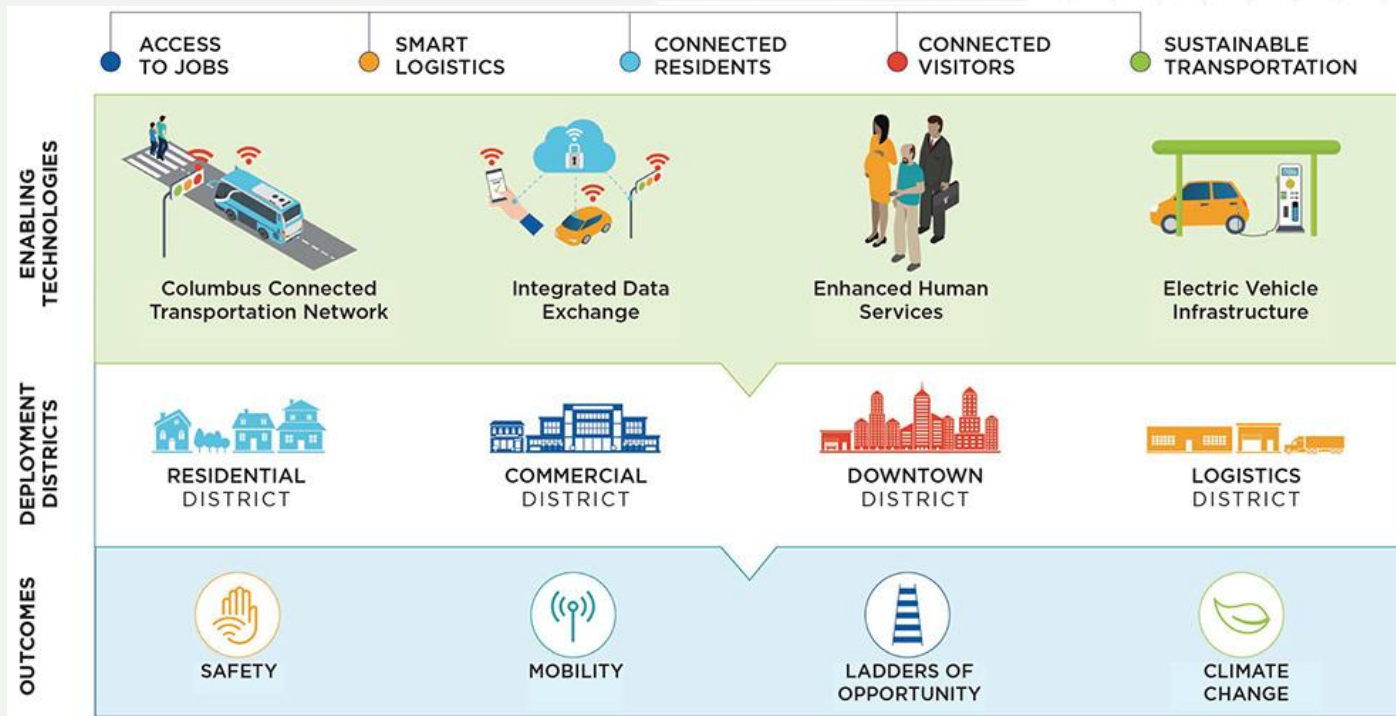 ACCESS
TO JOBS
SMART
LOGISTICS
CONNECTED
RESIDENTS
CONNECTED
VISITORS
SUSTAINABLE
TRANSPORTATION
ENABLING
TECHNOLOGIES
Columbus Connected
Transportation Network
Integrated Data
Exchange
Enhanced Human
Services
Electric Vehicle
Infrastructure
DEPLOYMENT
DISTRICTS
RESIDENTIAL
DISTRICT
COMMERCIAL
DISTRICT
DOWNTOWN
DISTRICT
LOGISTICS
DISTRICT
OUTCOMES
SAFETY
MOBILITY
LADDERS OF
OPPORTUNITY
CLIMATE
CHANGE